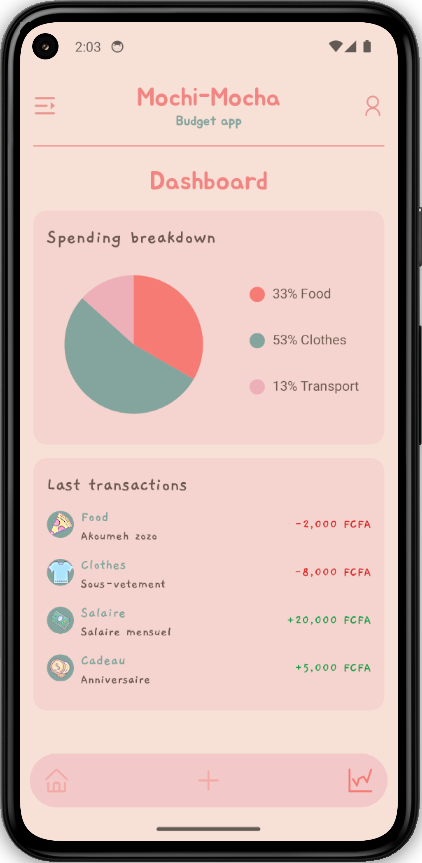 2:03
Mochi-Mocha
Budget app
Dashboard
Spending breakdown
33% Food
53% Clothes
13% Transport
Last transactions
Food
-2,000 FCFA
Akoumeh zozo
Clothes
-8,000 FCFA
Sous-vetement
Salaire
+20,000 FCFA
Salaire mensuel
Cadeau
+5,000 FCFA
Anniversaire